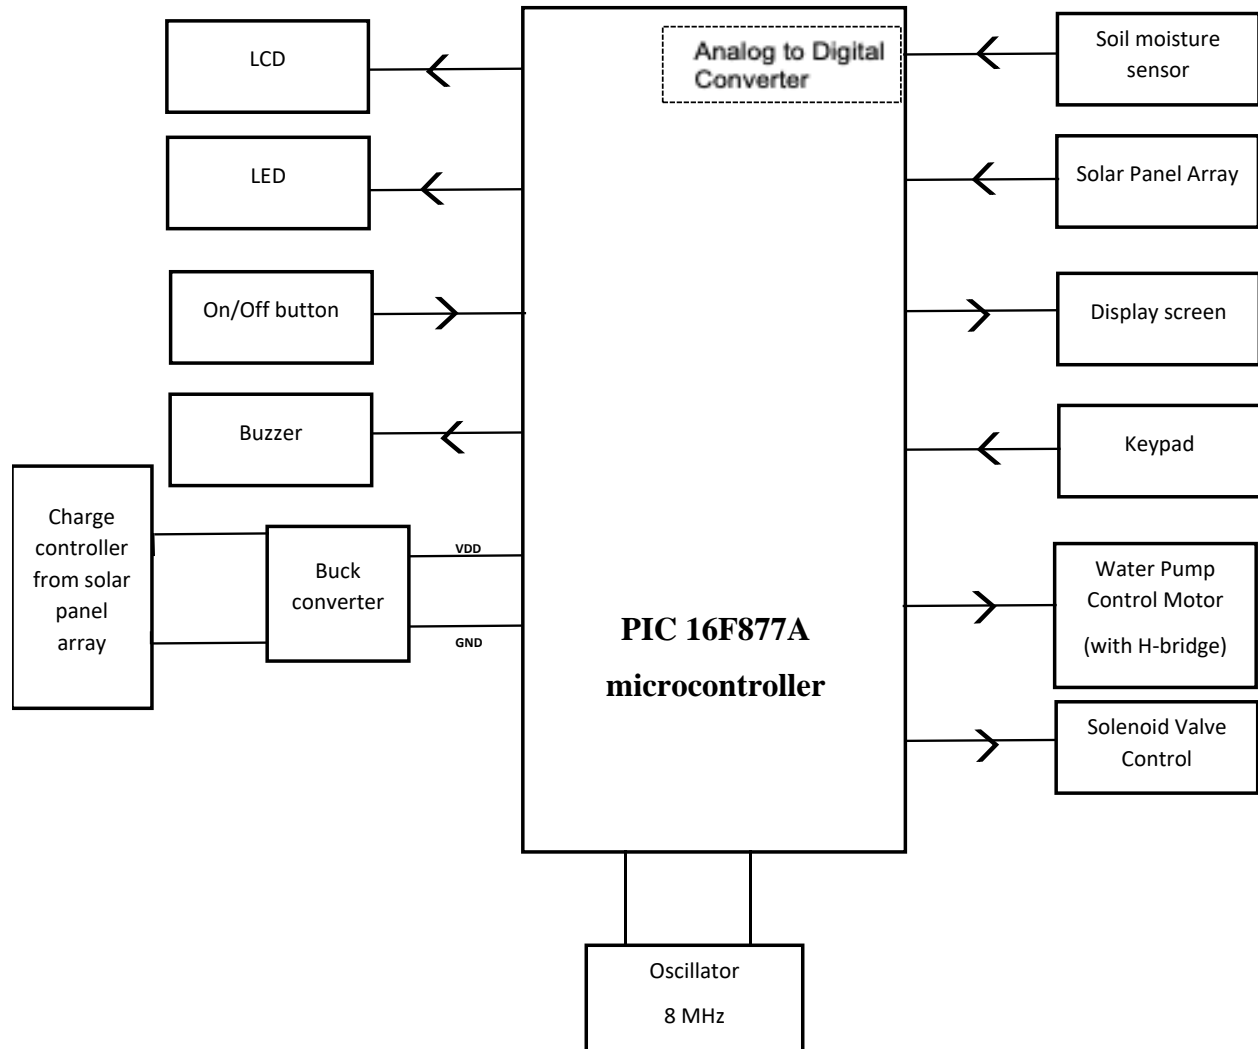 LCD
LED
On/Off button
Buzzer
Charge
controller
from solar
panel
array
Buck
converter
VDD
GND
Analog to Digital
Converter
PIC 16F877A
microcontroller
Oscillator
8 MHz
Soil moisture
sensor
Solar Panel Array
Display screen
Keypad
Water Pump
Control Motor
(with H-bridge)
Solenoid Valve
Control